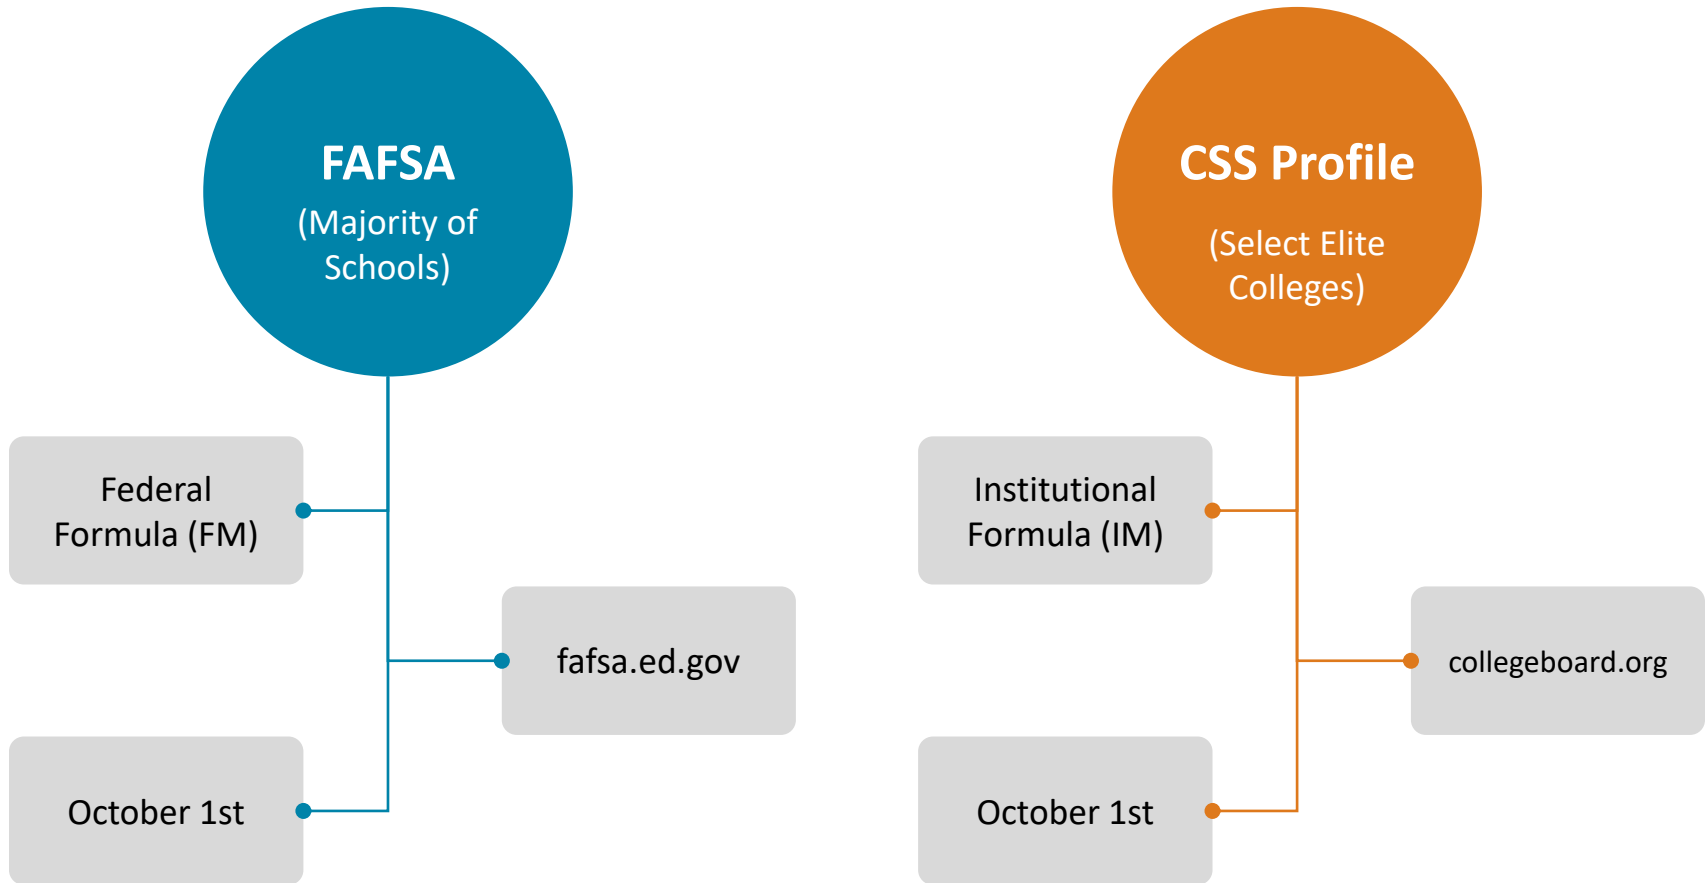 FAFSA
(Majority of
Schools)
Federal
Formula (FM)
fafsa.ed.gov
October 1st
CSS Profile
(Select Elite
Colleges)
Institutional
Formula (IM)
collegeboard.org
October 1st